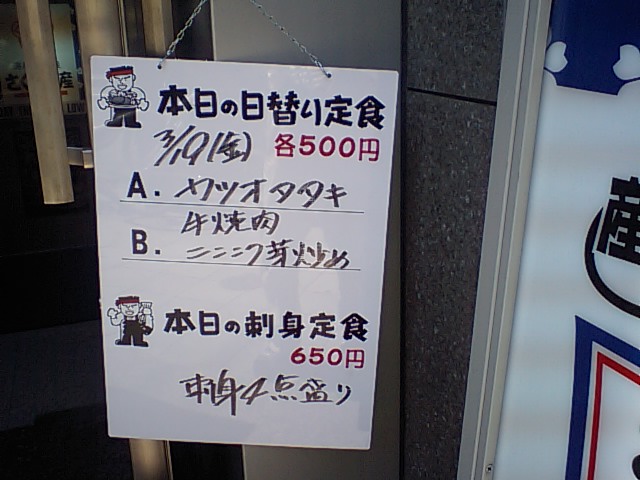 本日の日替り定食
3/19(金) 各500円
A. カツオタタキ
牛焼肉
B. ニンニク芽炒め
本日の刺身定食
650円
刺身4点盛り
産